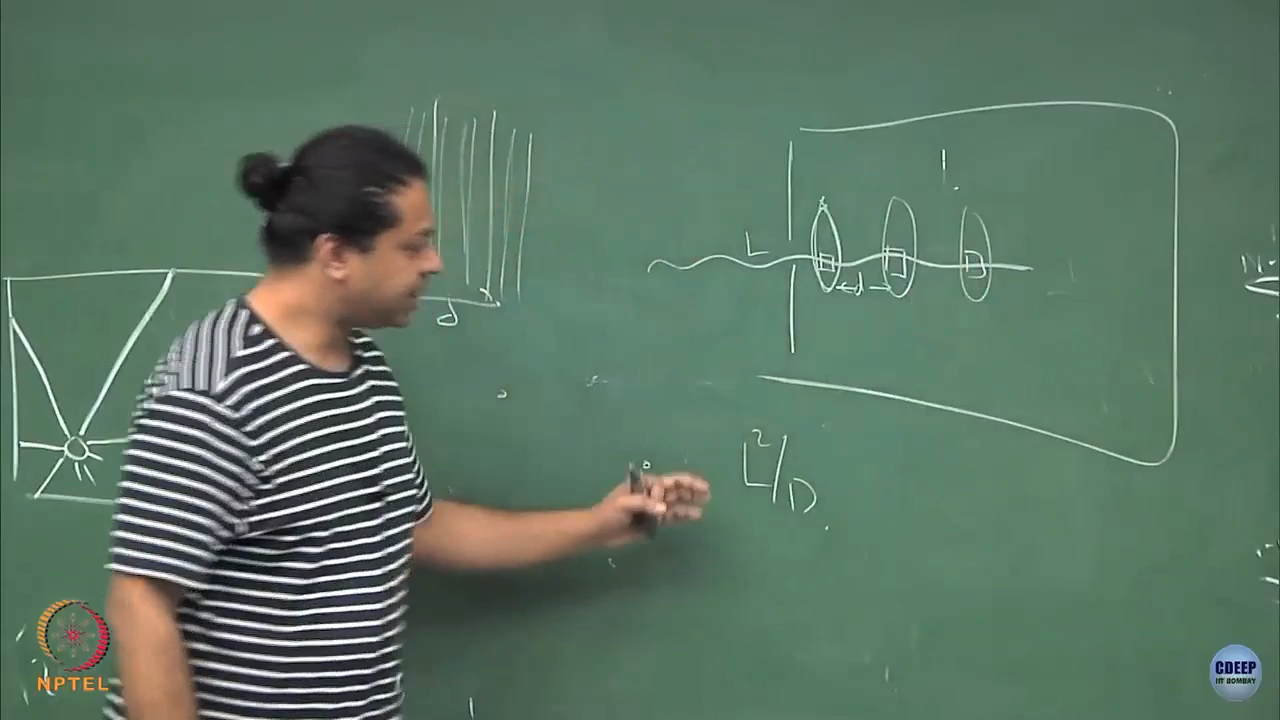 L
d
d
L²/D
NPTEL
CDEEP
IIT BOMBAY